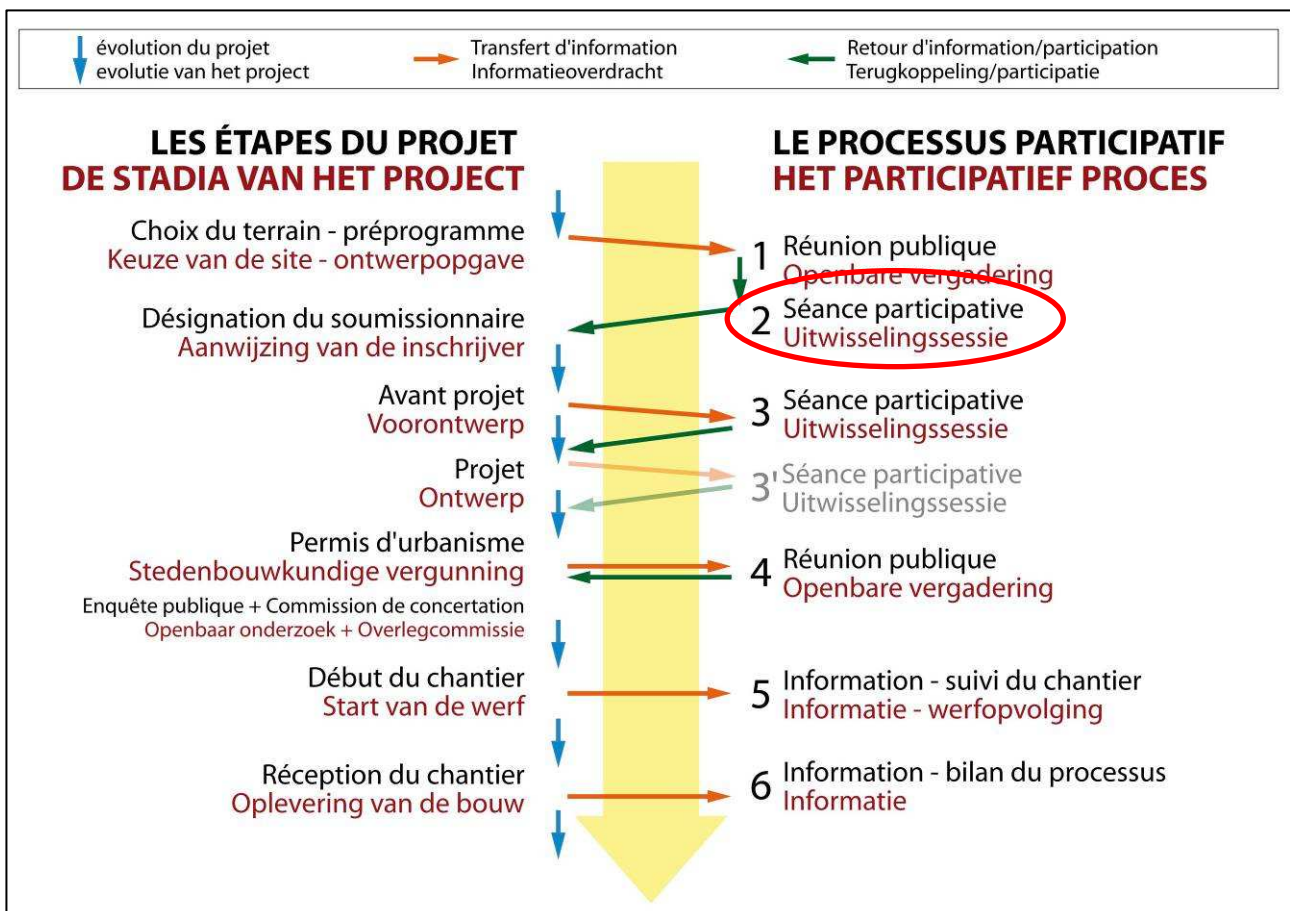 évolution du projet
evolutie van het project
Transfert d'information
Informatieoverdracht
Retour d'information/participation
Terugkoppeling/participatie
LES ÉTAPES DU PROJET
DE STADIA VAN HET PROJECT
LE PROCESSUS PARTICIPATIF
HET PARTICIPATIEF PROCES
Choix du terrain - préprogramme
Keuze van de site - ontwerpopgave
1 Réunion publique
Openbare vergadering
Désignation du soumissionnaire
Aanwijzing van de inschrijver
2 Séance participative
Uitwisselingssessie
Avant projet
Voorontwerp
3 Séance participative
Uitwisselingssessie
Projet
Ontwerp
3' Séance participative
Uitwisselingssessie
Permis d'urbanisme
Stedenbouwkundige vergunning
Enquête publique + Commission de concertation
Openbaar onderzoek + Overlegcommissie
4 Réunion publique
Openbare vergadering
Début du chantier
Start van de werf
5 Information - suivi du chantier
Informatie - werfopvolging
Réception du chantier
Oplevering van de bouw
6 Information - bilan du processus
Informatie